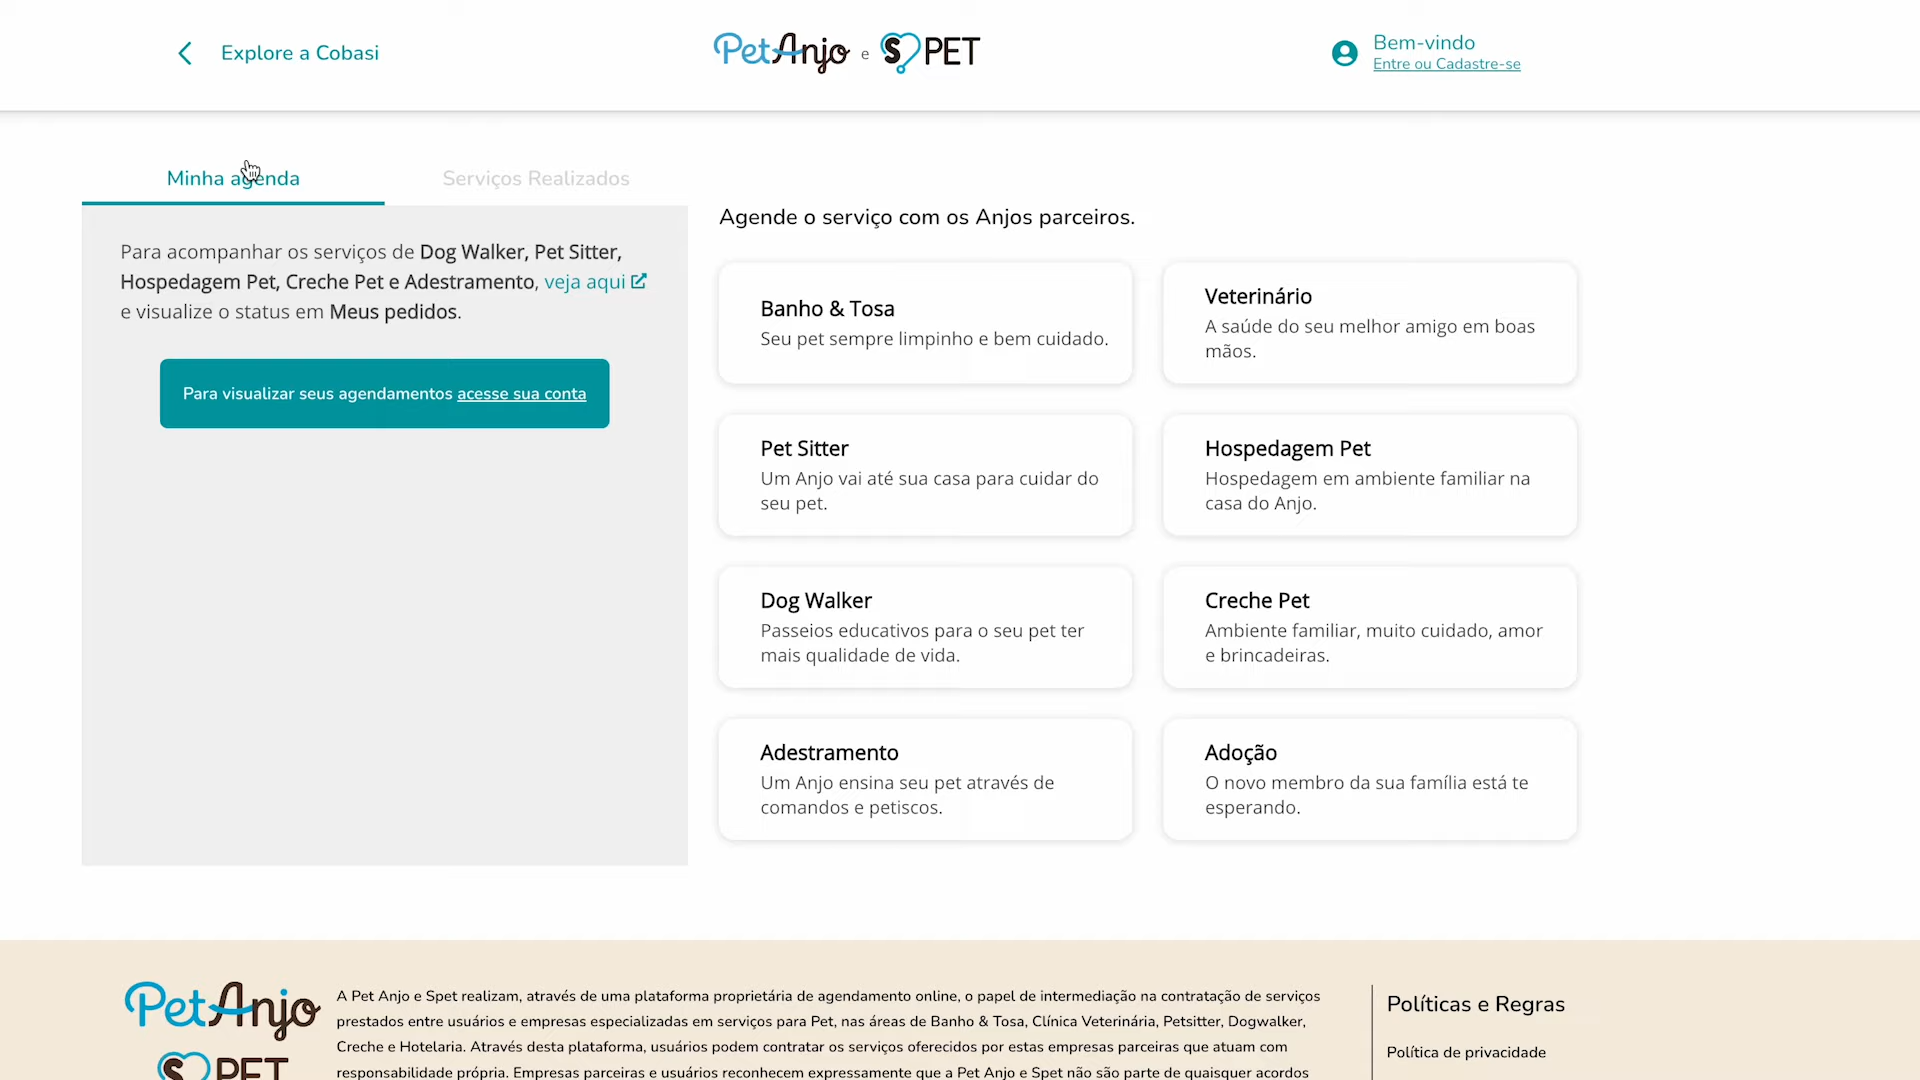 Explore a Cobasi
PetAnjo e SPET
Bem-vindo
Entre ou Cadastre-se
Minha agenda
Serviços Realizados
Para acompanhar os serviços de Dog Walker, Pet Sitter,
Hospedagem Pet, Creche Pet e Adestramento, veja aqui
e visualize o status em Meus pedidos.
Para visualizar seus agendamentos acesse sua conta
Agende o serviço com os Anjos parceiros.
Banho & Tosa
Seu pet sempre limpinho e bem cuidado.
Veterinário
A saúde do seu melhor amigo em boas
mãos.
Pet Sitter
Um Anjo vai até sua casa para cuidar do
seu pet.
Hospedagem Pet
Hospedagem em ambiente familiar na
casa do Anjo.
Dog Walker
Passeios educativos para o seu pet ter
mais qualidade de vida.
Creche Pet
Ambiente familiar, muito cuidado, amor
e brincadeiras.
Adestramento
Um Anjo ensina seu pet através de
comandos e petiscos.
Adoção
O novo membro da sua família está te
esperando.
PetAnjo
SPET
A Pet Anjo e Spet realizam, através de uma plataforma proprietária de agendamento online, o papel de intermediação na contratação de serviços
prestados entre usuários e empresas especializadas em serviços para Pet, nas áreas de Banho & Tosa, Clínica Veterinária, Petsitter, Dogwalker,
Creche e Hotelaria. Através desta plataforma, usuários podem contratar os serviços oferecidos por estas empresas parceiras que atuam com
responsabilidade própria. Empresas parceiras e usuários reconhecem expressamente que a Pet Anjo e Spet não são parte de quaisquer acordos
Políticas e Regras
Política de privacidade